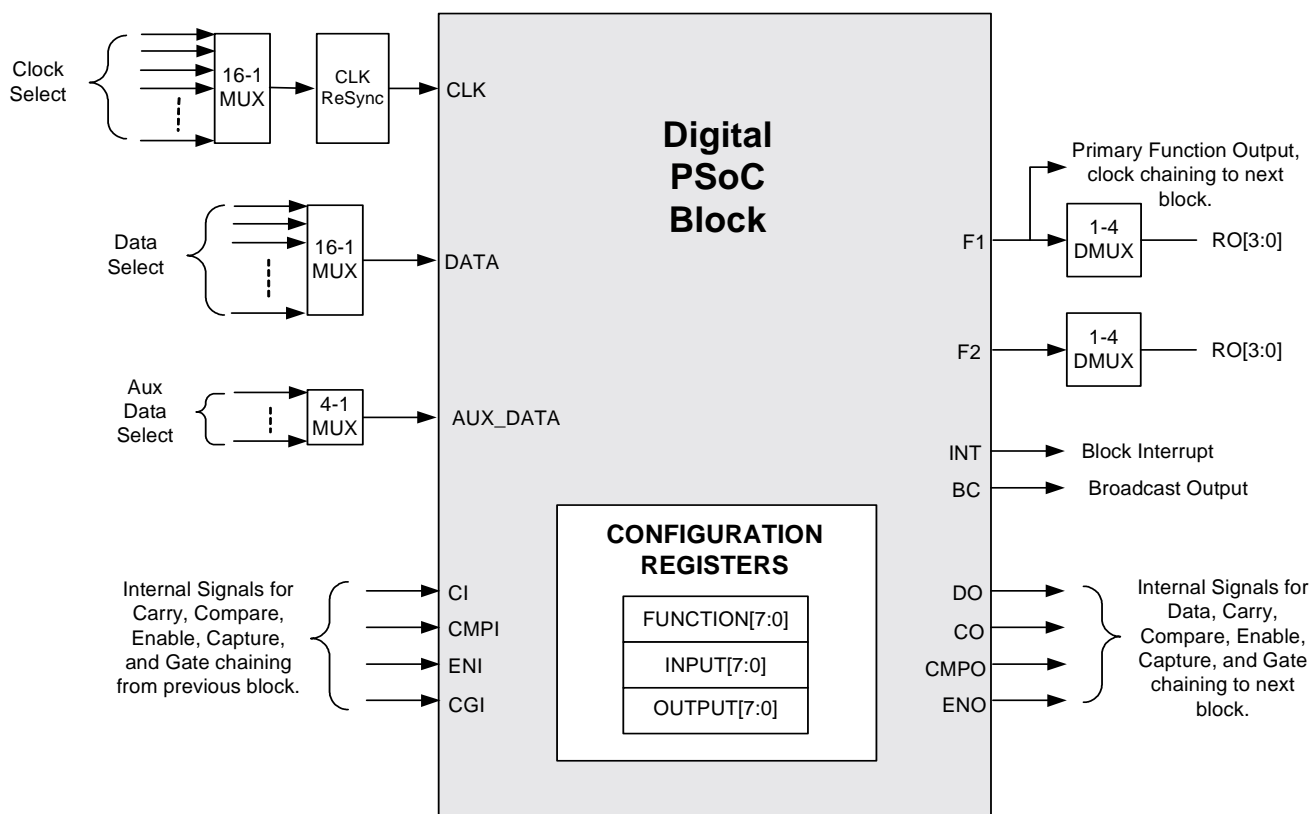 Clock
Select
16-1
MUX
CLK
ReSync
CLK
Digital
PSoC
Block
Data
Select
16-1
MUX
DATA
Aux
Data
Select
4-1
MUX
AUX_DATA
Primary Function Output,
clock chaining to next
block.
F1
1-4
DMUX
RO[3:0]
F2
1-4
DMUX
RO[3:0]
INT
Block Interrupt
BC
Broadcast Output
CONFIGURATION
REGISTERS
FUNCTION[7:0]
INPUT[7:0]
OUTPUT[7:0]
Internal Signals for
Carry, Compare,
Enable, Capture,
and Gate chaining
from previous block.
CI
CMPI
ENI
CGI
DO
CO
CMPO
ENO
Internal Signals for
Data, Carry,
Compare, Enable,
Capture, and Gate
chaining to next
block.